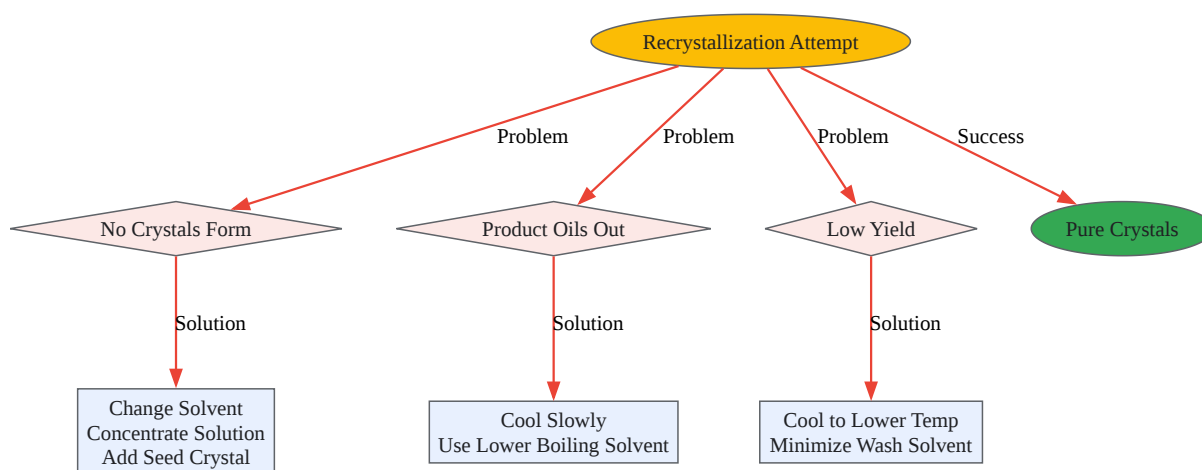 Recrystallization Attempt
Problem
Problem
Problem
Success
No Crystals Form
Product Oils Out
Low Yield
Pure Crystals
Solution
Solution
Solution
Change Solvent
Concentrate Solution
Add Seed Crystal
Cool Slowly
Use Lower Boiling Solvent
Cool to Lower Temp
Minimize Wash Solvent